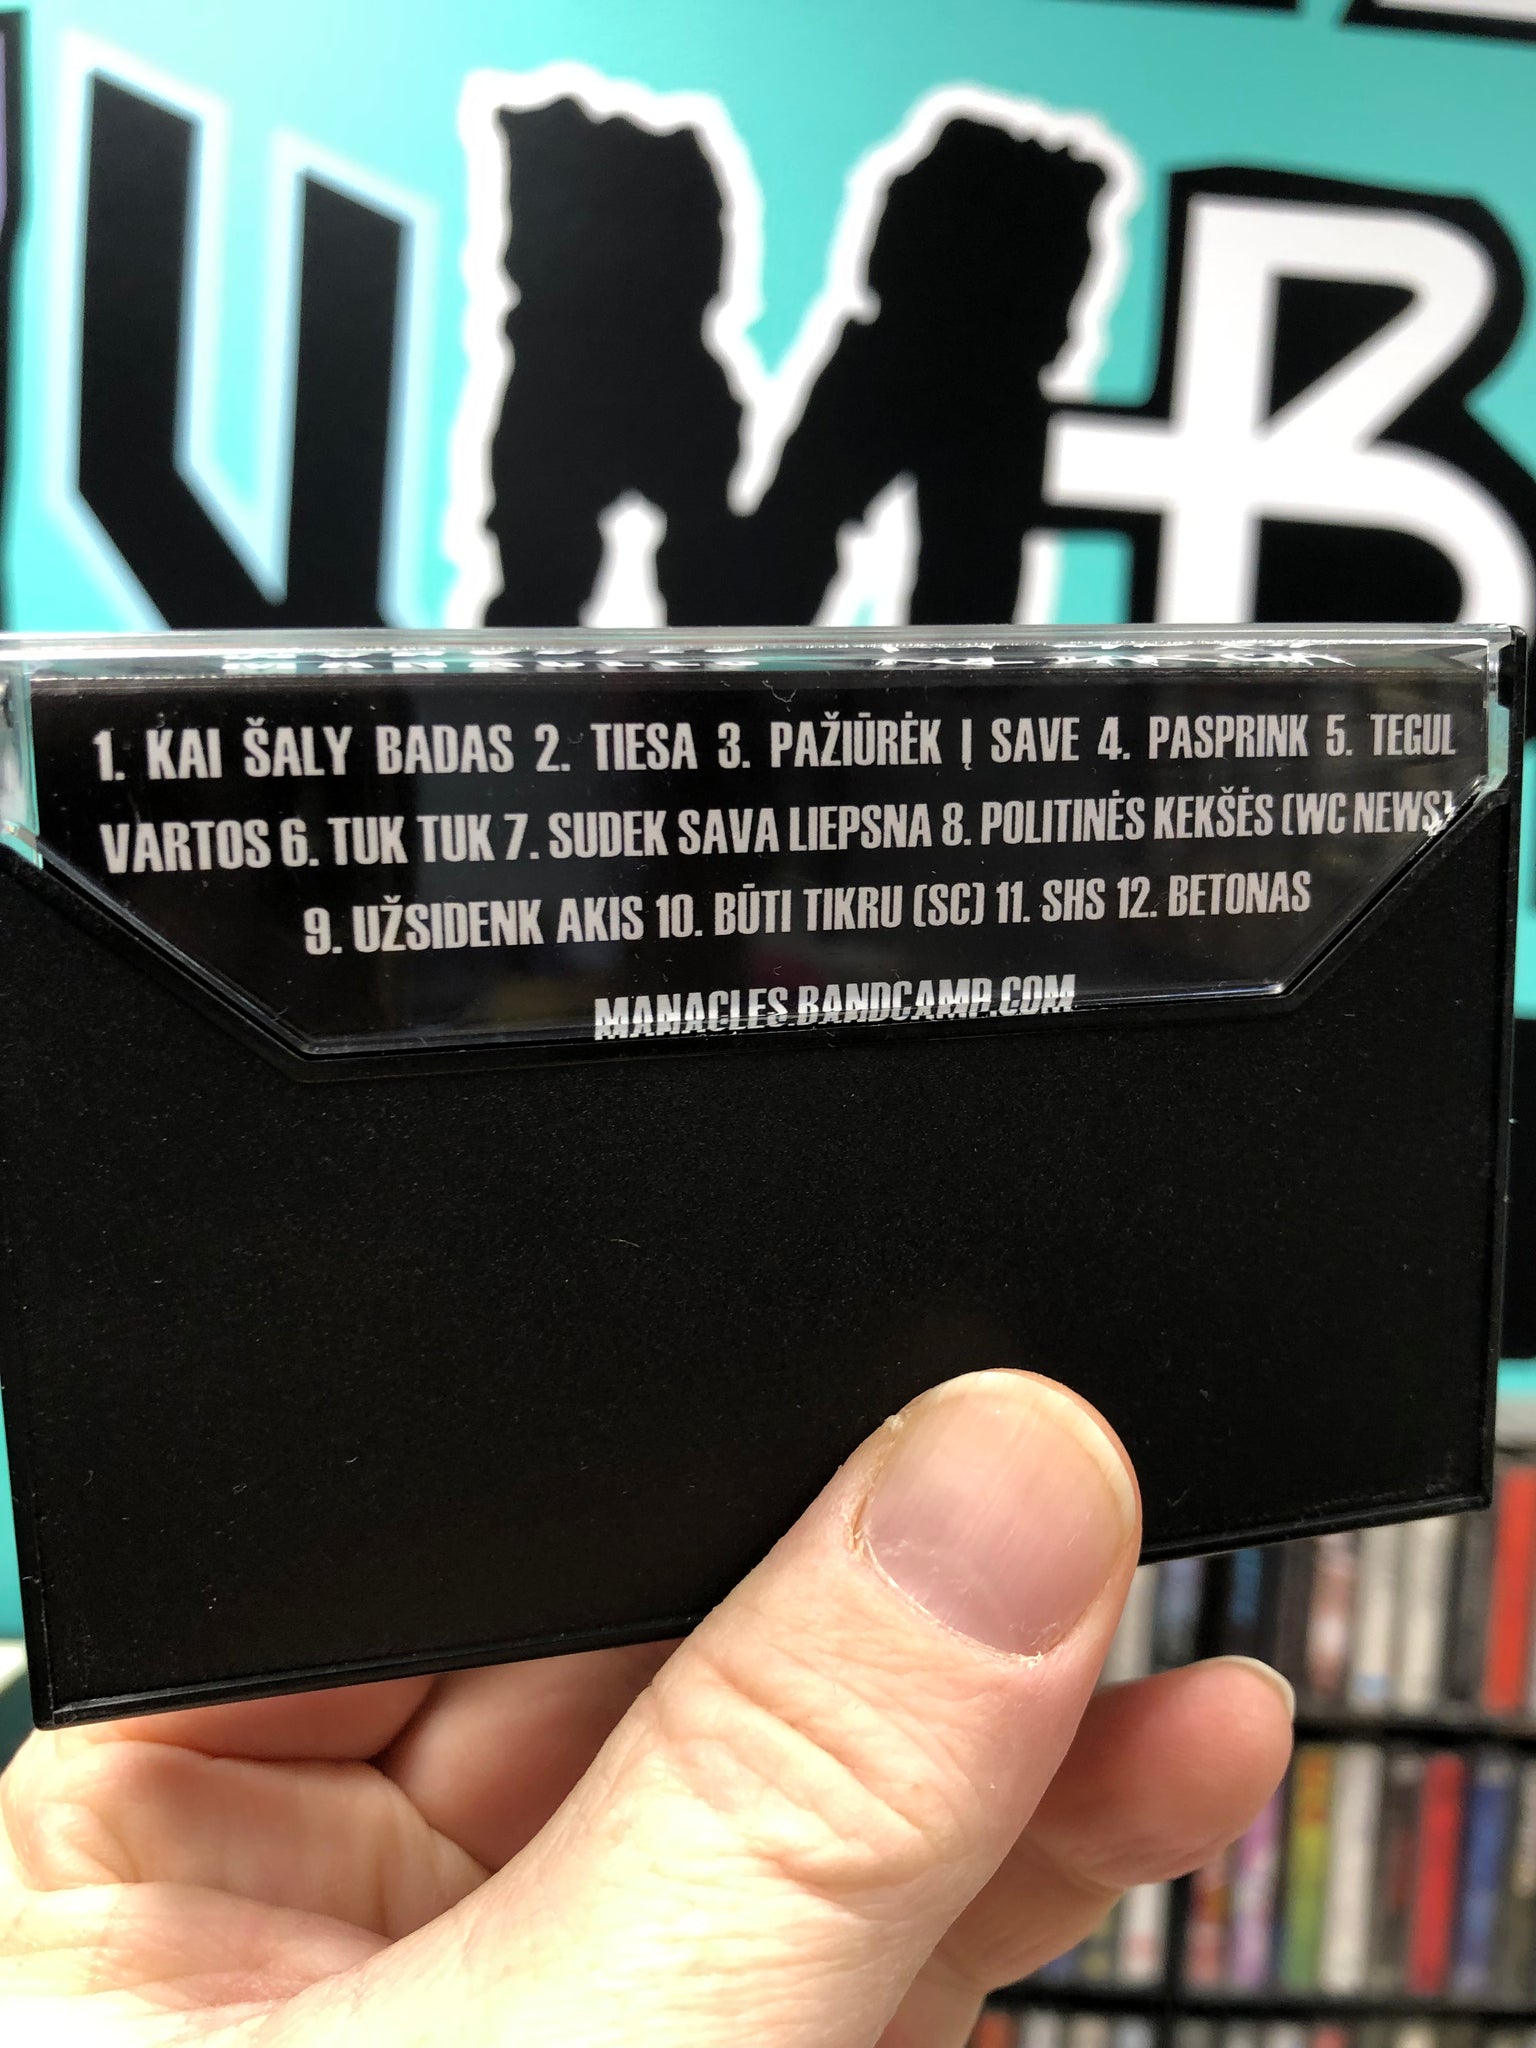 UMB
1. KAI ŠALY BADAS 2. TIESA 3. PAŽIŪRĖK Į SAVE 4. PASPRINK 5. TEGUL
VARTOS 6. TUK TUK 7. SUDEK SAVA LIEPSNA 8. POLITINĖS KEKŠĖS (WC NEWS)
9. UŽSIDENK AKIS 10. BŪTI TIKRU (SC) 11. SHS 12. BETONAS
MANACLES.BANDCAMP.COM